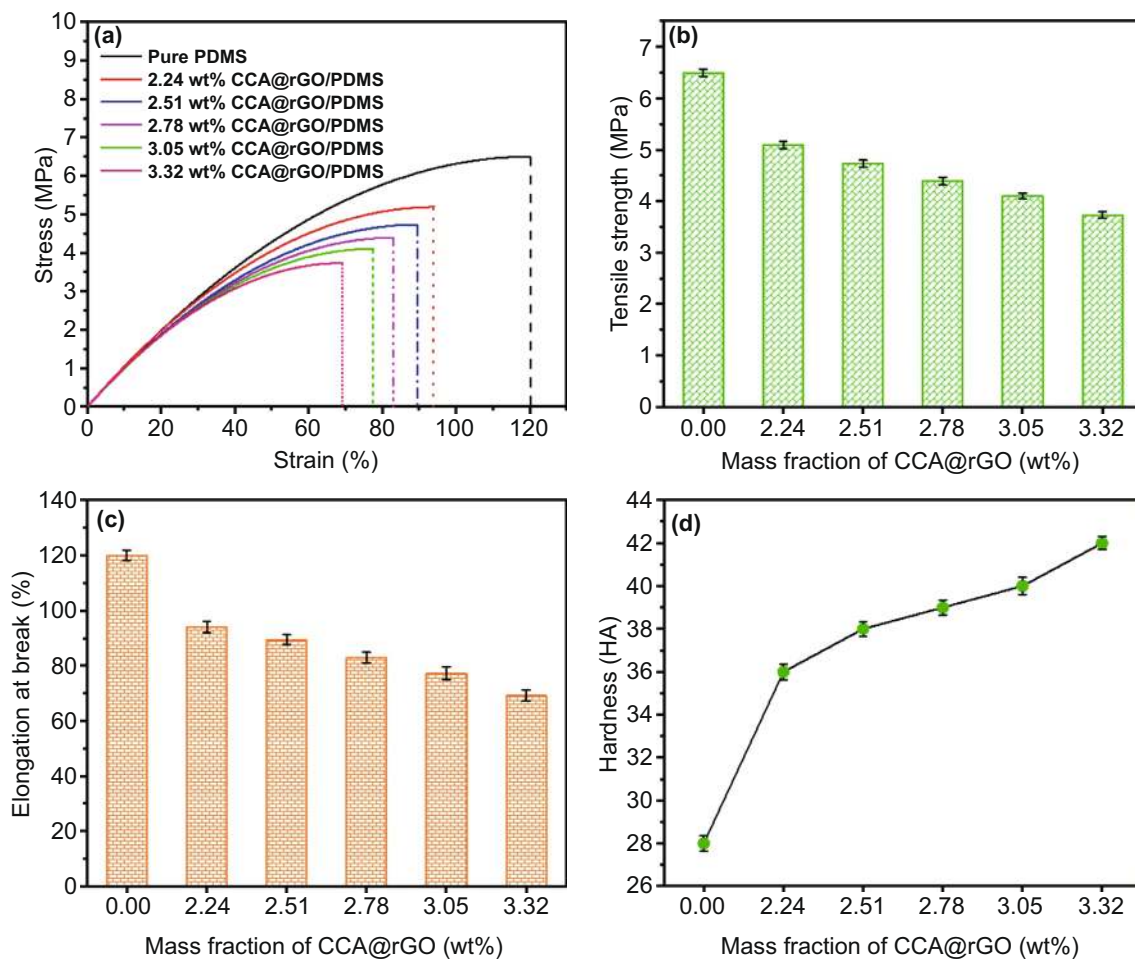 (a)
Pure PDMS
2.24 wt% CCA@rGO/PDMS
2.51 wt% CCA@rGO/PDMS
2.78 wt% CCA@rGO/PDMS
3.05 wt% CCA@rGO/PDMS
3.32 wt% CCA@rGO/PDMS
10
9
8
7
6
5
4
3
2
1
0
Stress (MPa)
0 20 40 60 80 100 120
Strain (%)
(b)
7
6
5
4
3
2
1
0
Tensile strength (MPa)
0.00 2.24 2.51 2.78 3.05 3.32
Mass fraction of CCA@rGO (wt%)
(c)
140
120
100
80
60
40
20
0
Elongation at break (%)
0.00 2.24 2.51 2.78 3.05 3.32
Mass fraction of CCA@rGO (wt%)
(d)
44
42
40
38
36
34
32
30
28
26
Hardness (HA)
0.00 2.24 2.51 2.78 3.05 3.32
Mass fraction of CCA@rGO (wt%)